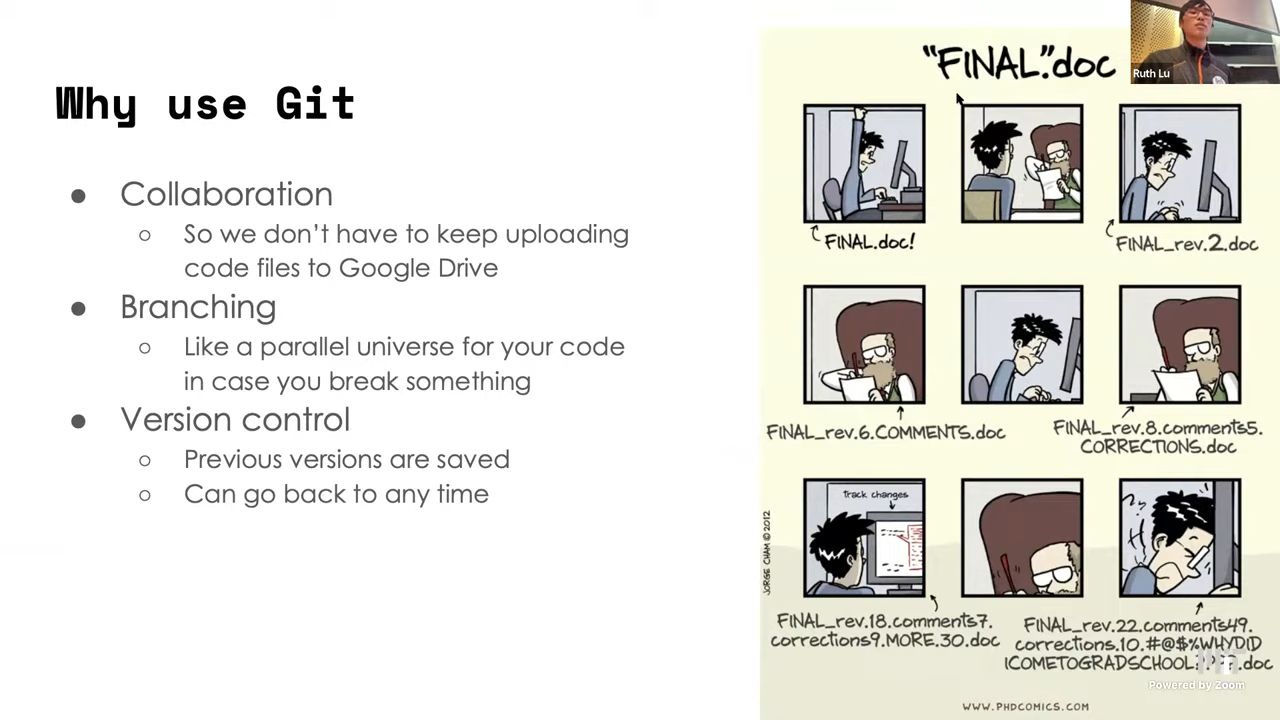 Why use Git
● Collaboration
○ So we don't have to keep uploading
code files to Google Drive
● Branching
○ Like a parallel universe for your code
in case you break something
● Version control
○ Previous versions are saved
○ Can go back to any time
"FINAL".doc
Ruth Lu
FINAL.doc!
FINAL_rev.2.doc
FINAL_rev.6.COMMENTS.doc
FINAL_rev.8.comments5.
CORRECTIONS.doc
track changes
JORGE CHAM © 2012
FINAL_rev.18.comments7.
corrections9.MORE.30.doc
FINAL_rev.22.comments49.
corrections.10.#@$%WHYDID
ICOMETOGRADSCHOOL .doc
Powered by Zoom
WWW.PHDCOMICS.COM